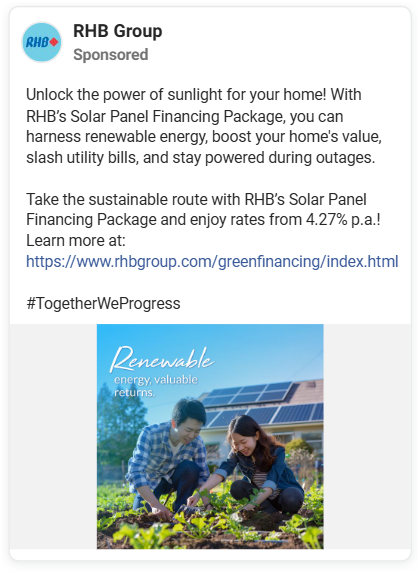 RHB
RHB Group
Sponsored
Unlock the power of sunlight for your home! With
RHB’s Solar Panel Financing Package, you can
harness renewable energy, boost your home's value,
slash utility bills, and stay powered during outages.
Take the sustainable route with RHB’s Solar Panel
Financing Package and enjoy rates from 4.27% p.a.!
Learn more at:
https://www.rhbgroup.com/greenfinancing/index.html
#TogetherWeProgress
Renewable
energy, valuable
returns.